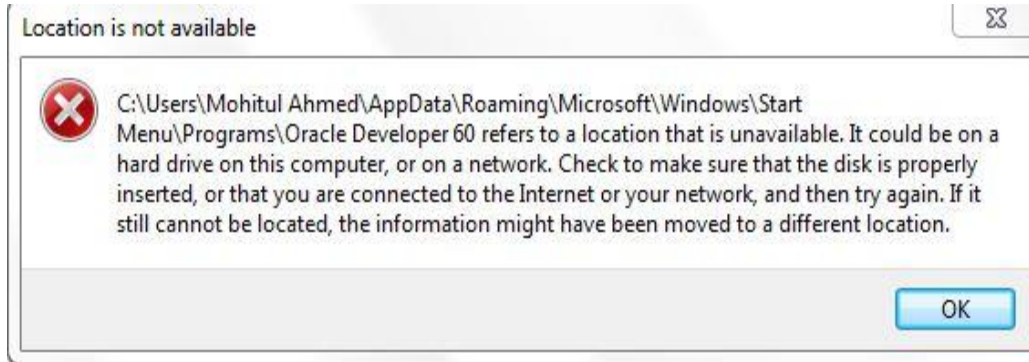 Location is not available
C:\Users\Mohitul Ahmed\AppData\Roaming\Microsoft\Windows\Start
Menu\Programs\Oracle Developer 60 refers to a location that is unavailable. It could be on a
hard drive on this computer, or on a network. Check to make sure that the disk is properly
inserted, or that you are connected to the Internet or your network, and then try again. If it
still cannot be located, the information might have been moved to a different location.
OK